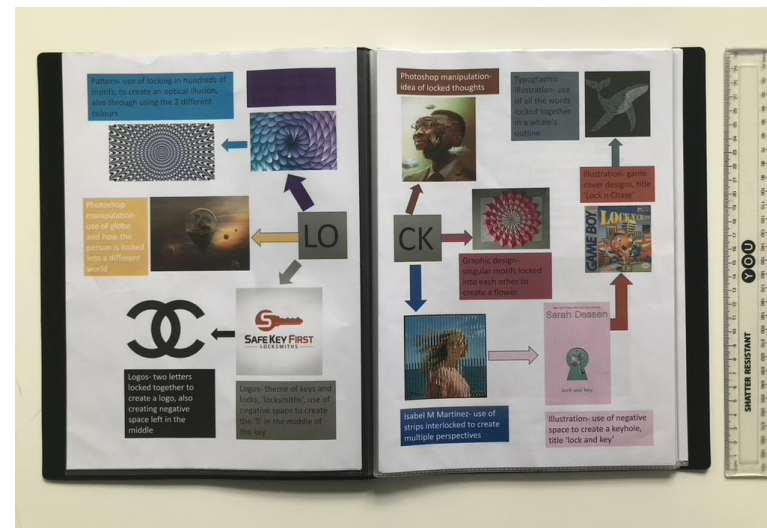 Pattern- use of locking in hundreds of
motifs, to create an optical illusion,
also through using the 2 different
colours
Photoshop
manipulation-
use of globe
and how the
person is locked
into a different
world
LO
SAFE KEY FIRST
LOCKSMITHS
Logos- two letters
locked together to
create a logo, also
creating negative
space left in the
middle
Logos- theme of keys and
locks, 'locksmiths', use of
negative space to create
the 'S' in the middle of
the key
Photoshop manipulation-
idea of locked thoughts
Typographic
illustration- use
of all the words
locked together
in a whale's
outline
Illustration- game
cover designs, title
'Lock n Chase'
GAME BOY
LOCK N CHASE
CK
Graphic design-
singular motifs locked
into each other to
create a flower
Sarah Dessen
lock and key
Isabel M Martinez- use of
strips interlocked to create
multiple perspectives
Illustration- use of negative
space to create a keyhole,
title 'lock and key'
SHATTER RESISTANT
YOU